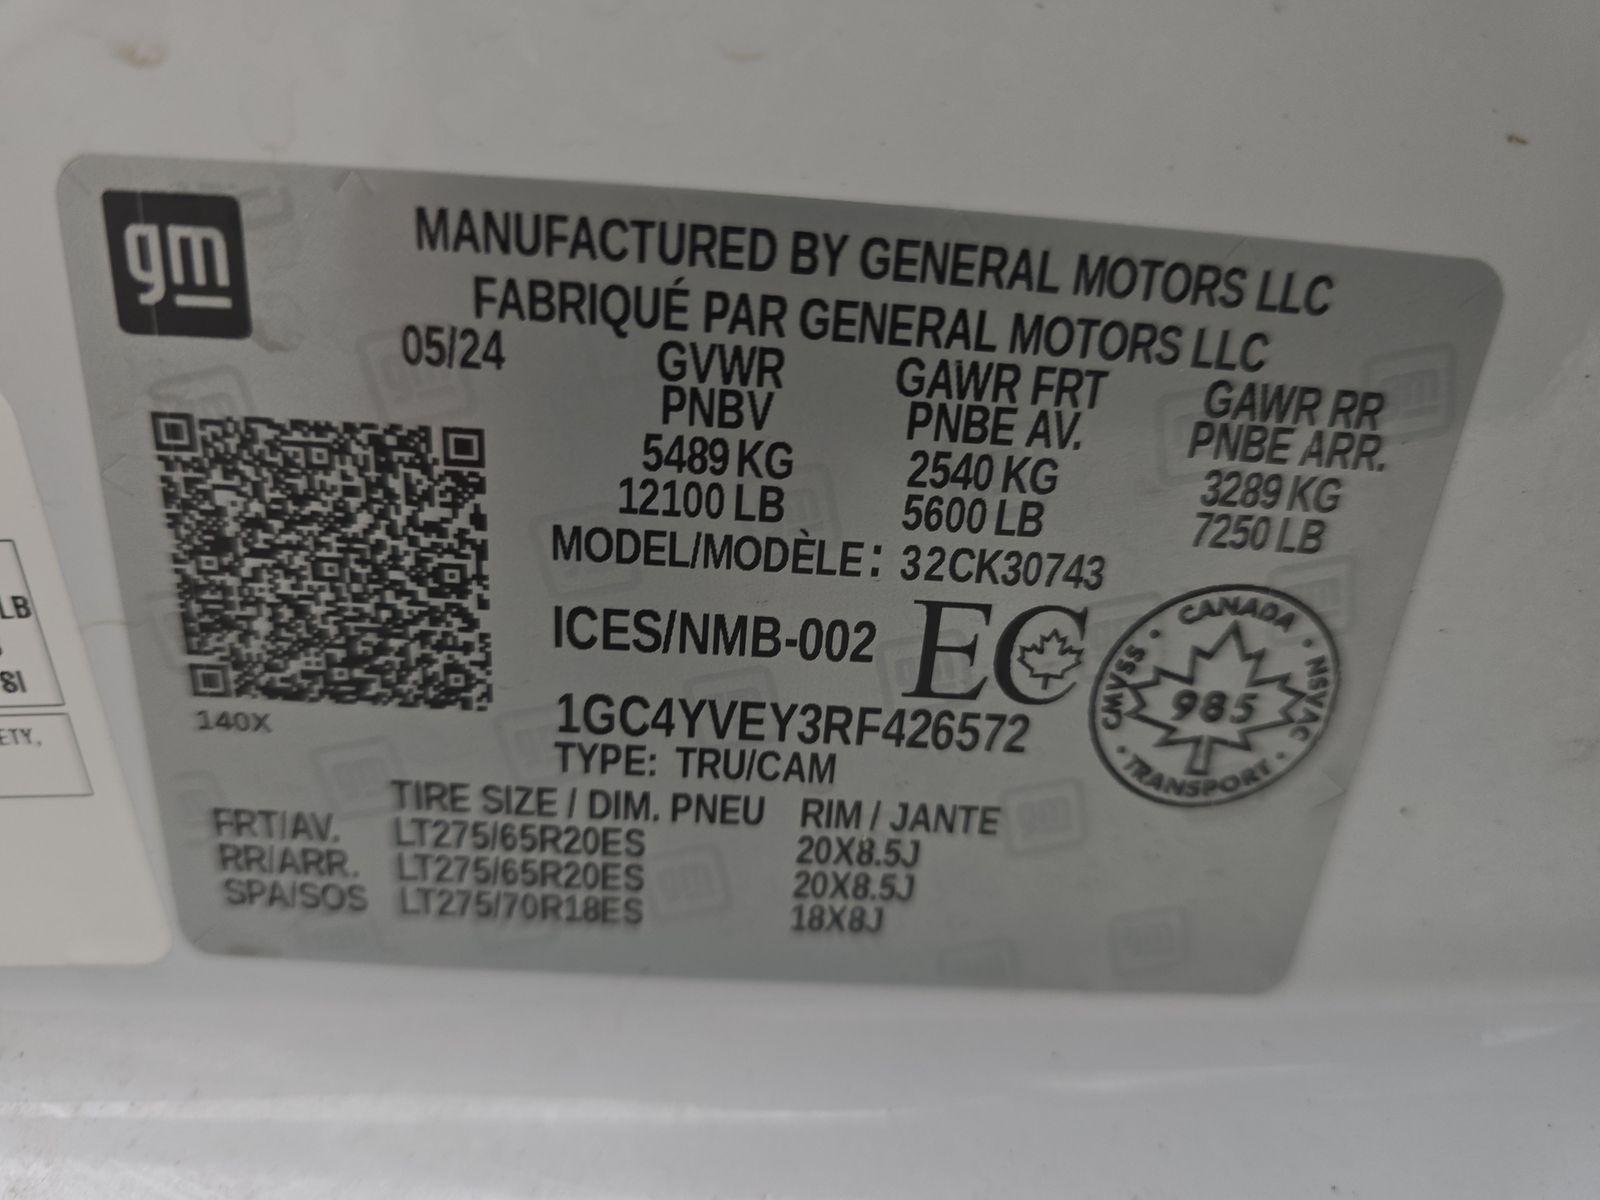 gm
MANUFACTURED BY GENERAL MOTORS LLC
FABRIQUÉ PAR GENERAL MOTORS LLC
05/24
GVWR GAWR FRT GAWR RR
PNBV PNBE AV. PNBE ARR.
5489 KG 2540 KG 3289 KG
12100 LB 5600 LB 7250 LB
MODEL/MODÈLE: 32CK30743
ICES/NMB-002 EC
CANADA
CMVSS 985 NSVAC
TRANSPORT
140X
1GC4YVEY3RF426572
TYPE: TRU/CAM
TIRE SIZE / DIM. PNEU RIM / JANTE
FRT/AV. LT275/65R20ES 20X8.5J
RR/ARR. LT275/65R20ES 20X8.5J
SPA/SOS LT275/70R18ES 18X8J
LB
SI
ETY,